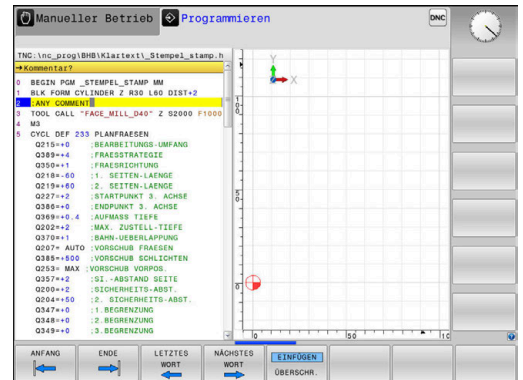 Manueller Betrieb
Programmieren
DNC
TNC:\nc_prog\BHB\Klartext\_Stempel_stamp.h
→Kommentar?
0 BEGIN PGM _STEMPEL_STAMP MM
1 BLK FORM CYLINDER Z R30 L60 DIST+2
2 ;ANY COMMENT
3 TOOL CALL "FACE_MILL_D40" Z S2000 F1000
4 M3
5 CYCL DEF 233 PLANFRAESEN
Q215=+0 ;BEARBEITUNGS-UMFANG
Q389=+4 ;FRAESSTRATEGIE
Q350=+1 ;FRAESRICHTUNG
Q218=-60 ;1. SEITEN-LAENGE
Q219=+60 ;2. SEITEN-LAENGE
Q227=+2 ;STARTPUNKT 3. ACHSE
Q386=+0 ;ENDPUNKT 3. ACHSE
Q369=+0.4 ;AUFMASS TIEFE
Q202=+2 ;MAX. ZUSTELL-TIEFE
Q370=+1 ;BAHN-UEBERLAPPUNG
Q207= AUTO ;VORSCHUB FRAESEN
Q385=+500 ;VORSCHUB SCHLICHTEN
Q253= MAX ;VORSCHUB VORPOS.
Q357=+2 ;SI.-ABSTAND SEITE
Q200=+2 ;SICHERHEITS-ABST.
Q204=+50 ;2. SICHERHEITS-ABST.
Q347=+0 ;1.BEGRENZUNG
Q348=+0 ;2.BEGRENZUNG
Q349=+0 ;3.BEGRENZUNG
Y
X
100
50
0
0 50
ANFANG
ENDE
LETZTES WORT
NÄCHSTES WORT
EINFÜGEN
ÜBERSCHR.